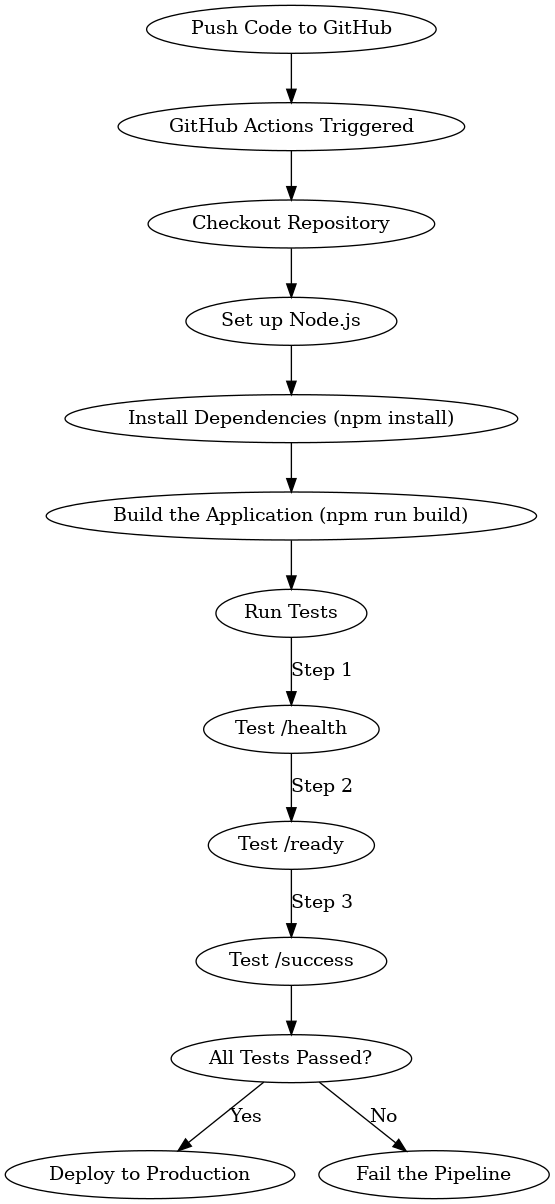 Push Code to GitHub
GitHub Actions Triggered
Checkout Repository
Set up Node.js
Install Dependencies (npm install)
Build the Application (npm run build)
Run Tests
Step 1
Test /health
Step 2
Test /ready
Step 3
Test /success
All Tests Passed?
Yes
No
Deploy to Production
Fail the Pipeline